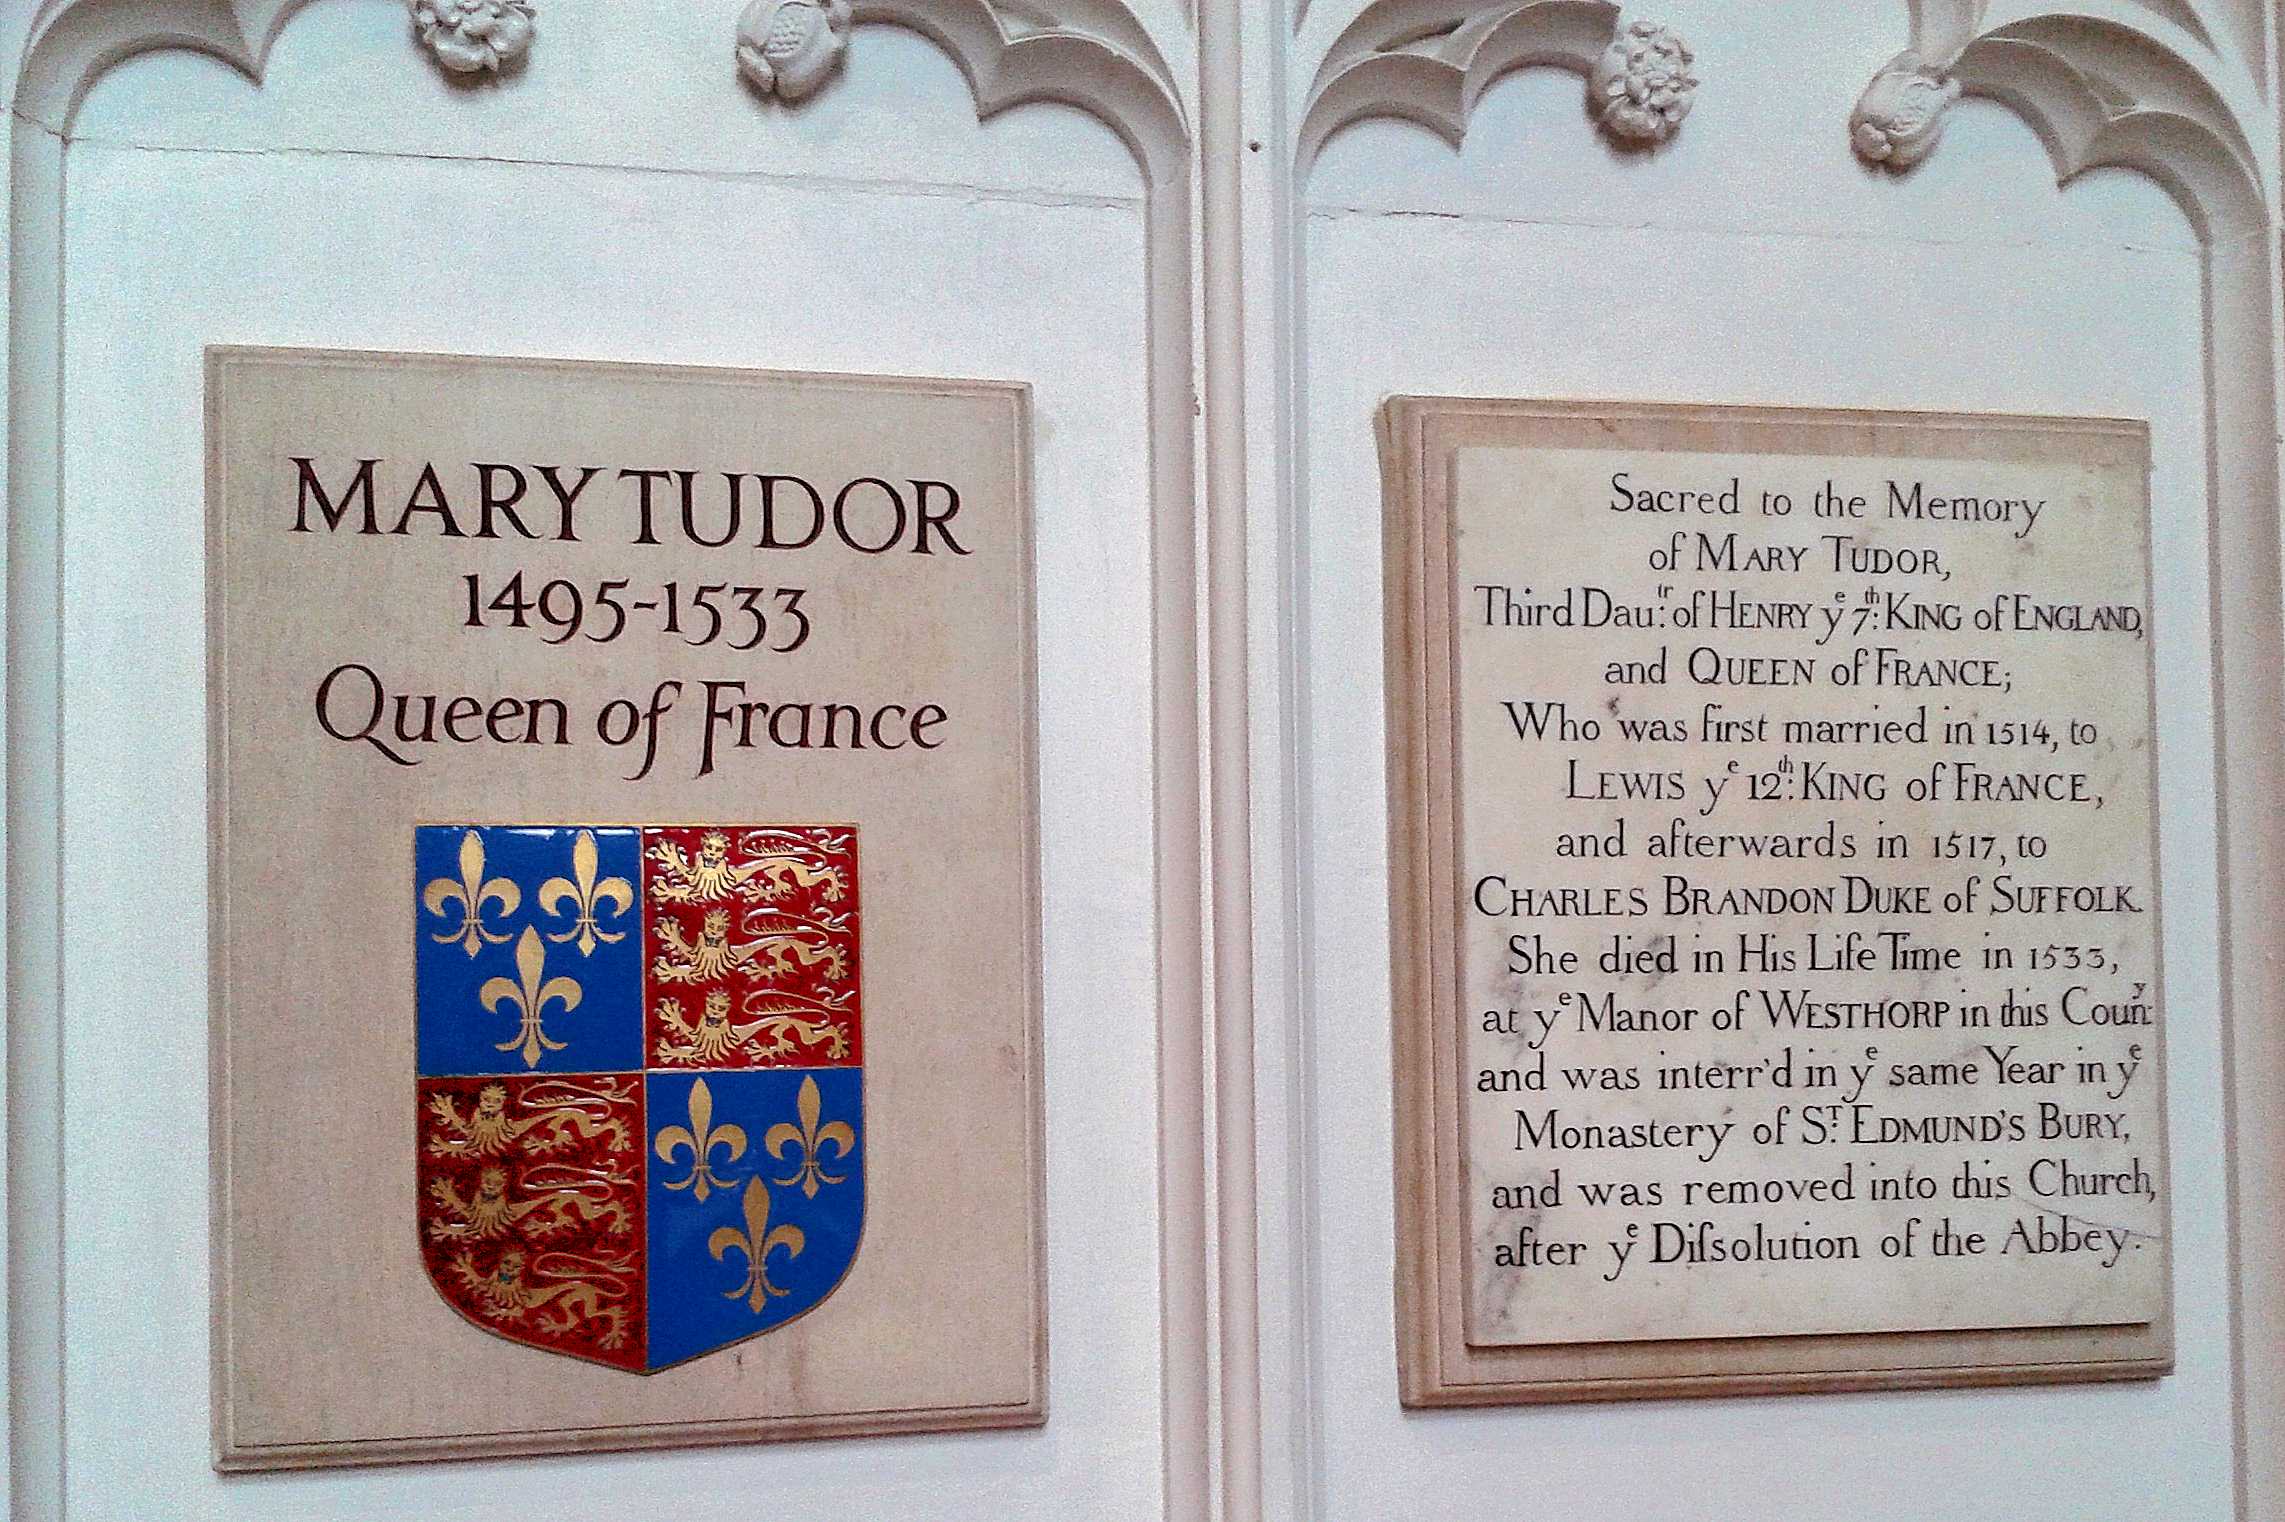 MARY TUDOR
1495-1533
Queen of France
Sacred to the Memory
of MARY TUDOR,
Third Dau:tr of HENRY ye 7:th KING of ENGLAND,
and QUEEN of FRANCE;
Who was first married in 1514, to
LEWIS ye 12:th KING of FRANCE,
and afterwards in 1517, to
CHARLES BRANDON DUKE of SUFFOLK.
She died in His Life Time in 1533,
at ye Manor of WESTHORP in this Coun:y
and was interr'd in ye same Year in ye
Monastery of ST: EDMUND'S BURY,
and was removed into this Church,
after ye Diſsolution of the Abbey.